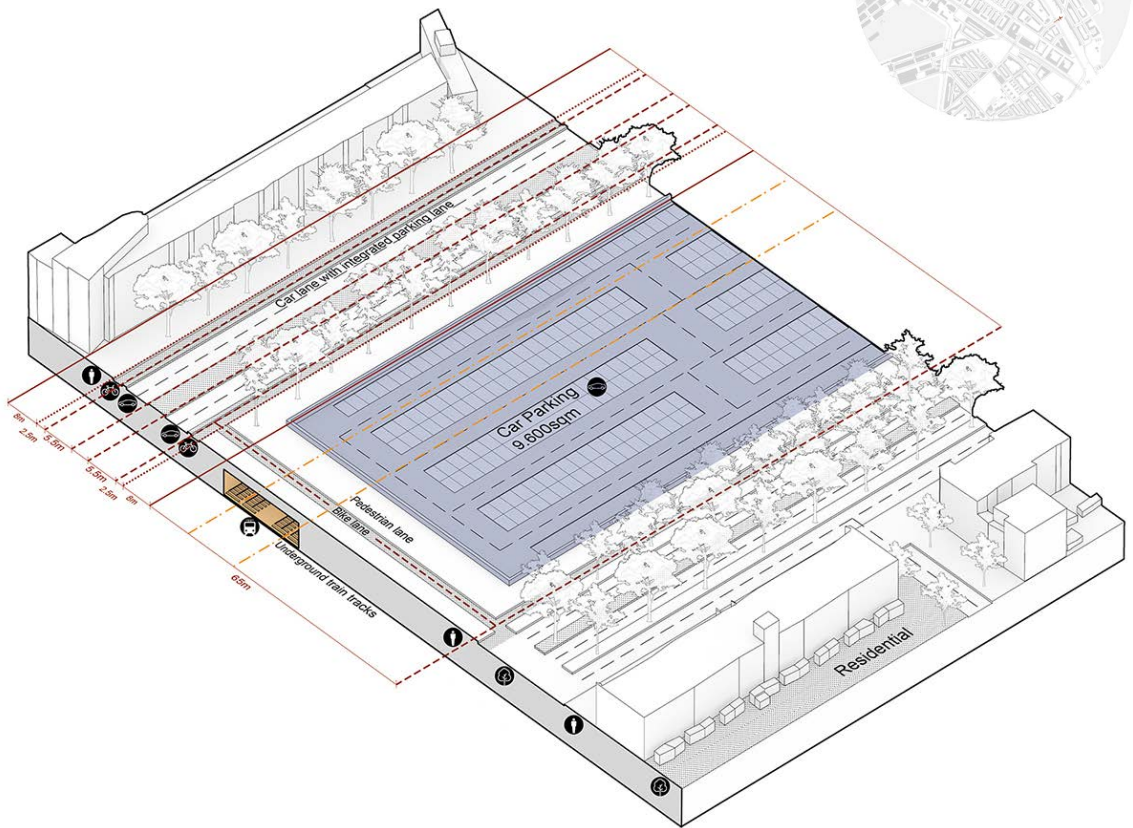 Car lane with integrated parking lane
Car Parking
9.600sqm
8m
2.5m
5.5m
5.5m
2.5m
8m
65m
Pedestrian lane
Bike lane
Underground train tracks
Residential